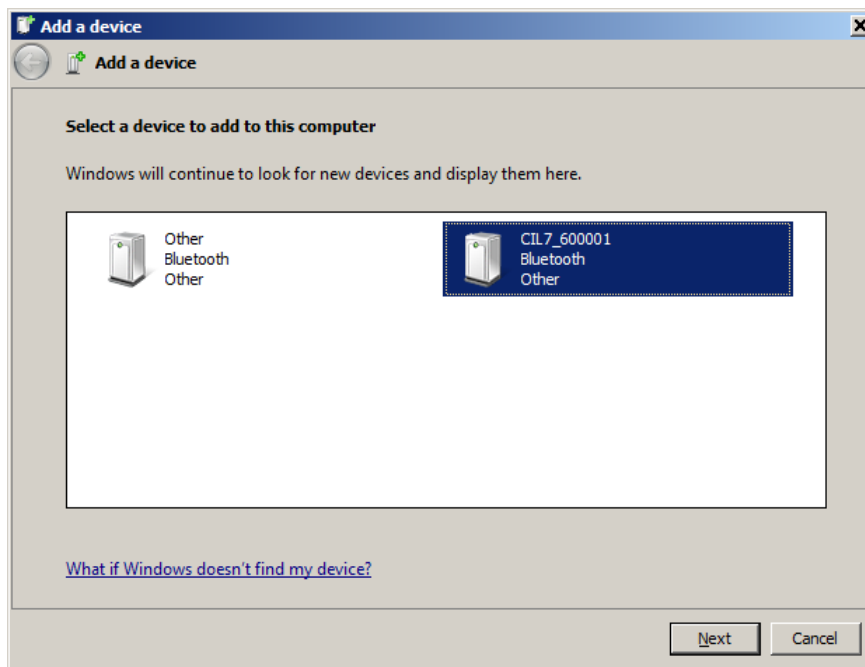 Add a device
Add a device
Select a device to add to this computer
Windows will continue to look for new devices and display them here.
Other
Bluetooth
Other
CIL7_600001
Bluetooth
Other
What if Windows doesn't find my device?
Next
Cancel